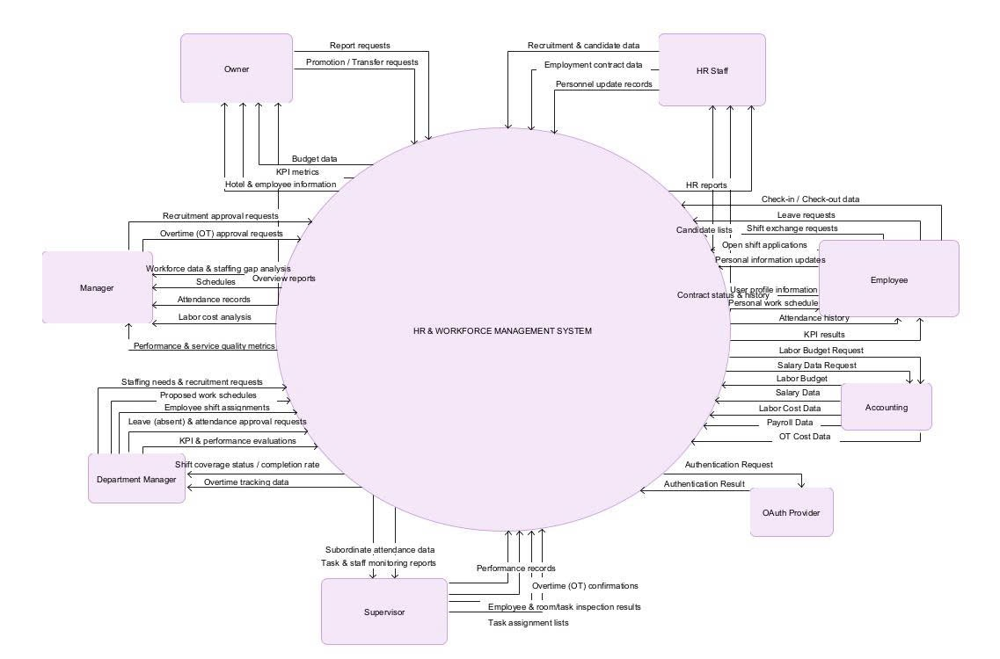 Report requests
Recruitment & candidate data
Promotion / Transfer requests
Employment contract data
Owner
HR Staff
Personnel update records
Budget data
KPI metrics
Hotel & employee information
HR reports
Check-in / Check-out data
Recruitment approval requests
Leave requests
Overtime (OT) approval requests
Candidate lists
Shift exchange requests
Open shift applications
Personal information updates
Workforce data & staffing gap analysis
Overview reports
Schedules
Manager
Employee
Attendance records
Contract status & history
User profile information
Personal work schedule
Labor cost analysis
Attendance history
HR & WORKFORCE MANAGEMENT SYSTEM
KPI results
Performance & service quality metrics
Labor Budget Request
Salary Data Request
Staffing needs & recruitment requests
Labor Budget
Proposed work schedules
Salary Data
Employee shift assignments
Labor Cost Data
Accounting
Leave (absent) & attendance approval requests
Payroll Data
KPI & performance evaluations
OT Cost Data
Shift coverage status / completion rate
Authentication Request
Department Manager
Overtime tracking data
Authentication Result
OAuth Provider
Subordinate attendance data
Task & staff monitoring reports
Performance records
Overtime (OT) confirmations
Supervisor
Employee & room/task inspection results
Task assignment lists